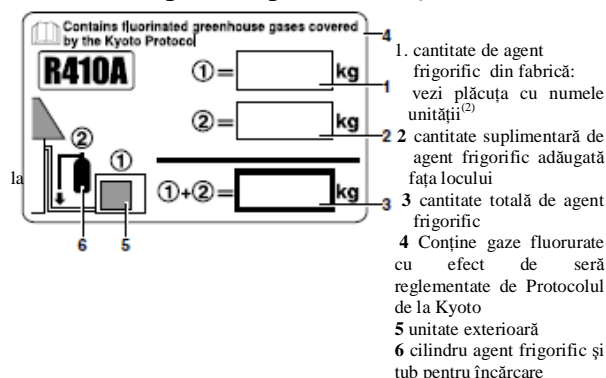 Contains fluorinated greenhouse gases covered
by the Kyoto Protocol
R410A
①=
kg
②=
kg
①+②=
kg
②
①
4
1
2
3
6
5
1. cantitate de agent
frigorific din fabrică:
vezi plăcuța cu numele
unității(2)
2 cantitate suplimentară de
agent frigorific adăugată
la fața locului
3 cantitate totală de agent
frigorific
4 Conține gaze fluorurate
cu efect de seră
reglementate de Protocolul
de la Kyoto
5 unitate exterioară
6 cilindru agent frigorific și
tub pentru încărcare